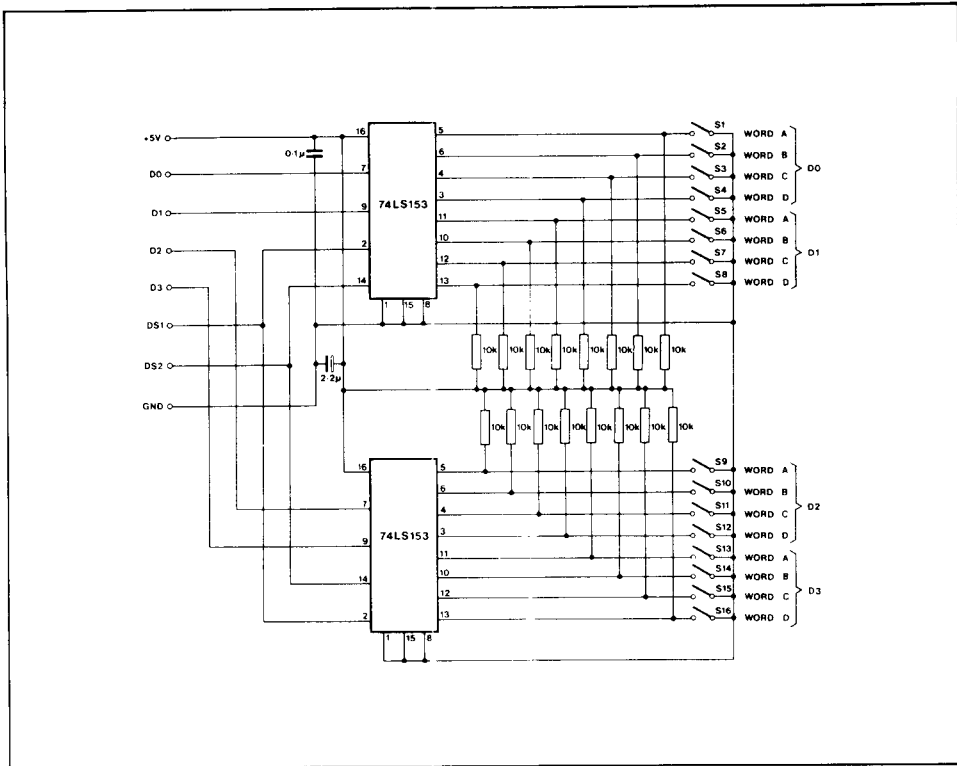 +5V
D0
D1
D2
D3
DS1
DS2
GND
0·1µ
2·2µ
16
7
9
2
14
74LS153
5
6
4
3
11
10
12
13
1 15 8
S1 WORD A
S2 WORD B
S3 WORD C
S4 WORD D
D0
S5 WORD A
S6 WORD B
S7 WORD C
S8 WORD D
D1
10k 10k 10k 10k 10k 10k 10k 10k
10k 10k 10k 10k 10k 10k 10k 10k
16
7
9
14
2
74LS153
5
6
4
3
11
10
12
13
1 15 8
S9 WORD A
S10 WORD B
S11 WORD C
S12 WORD D
D2
S13 WORD A
S14 WORD B
S15 WORD C
S16 WORD D
D3